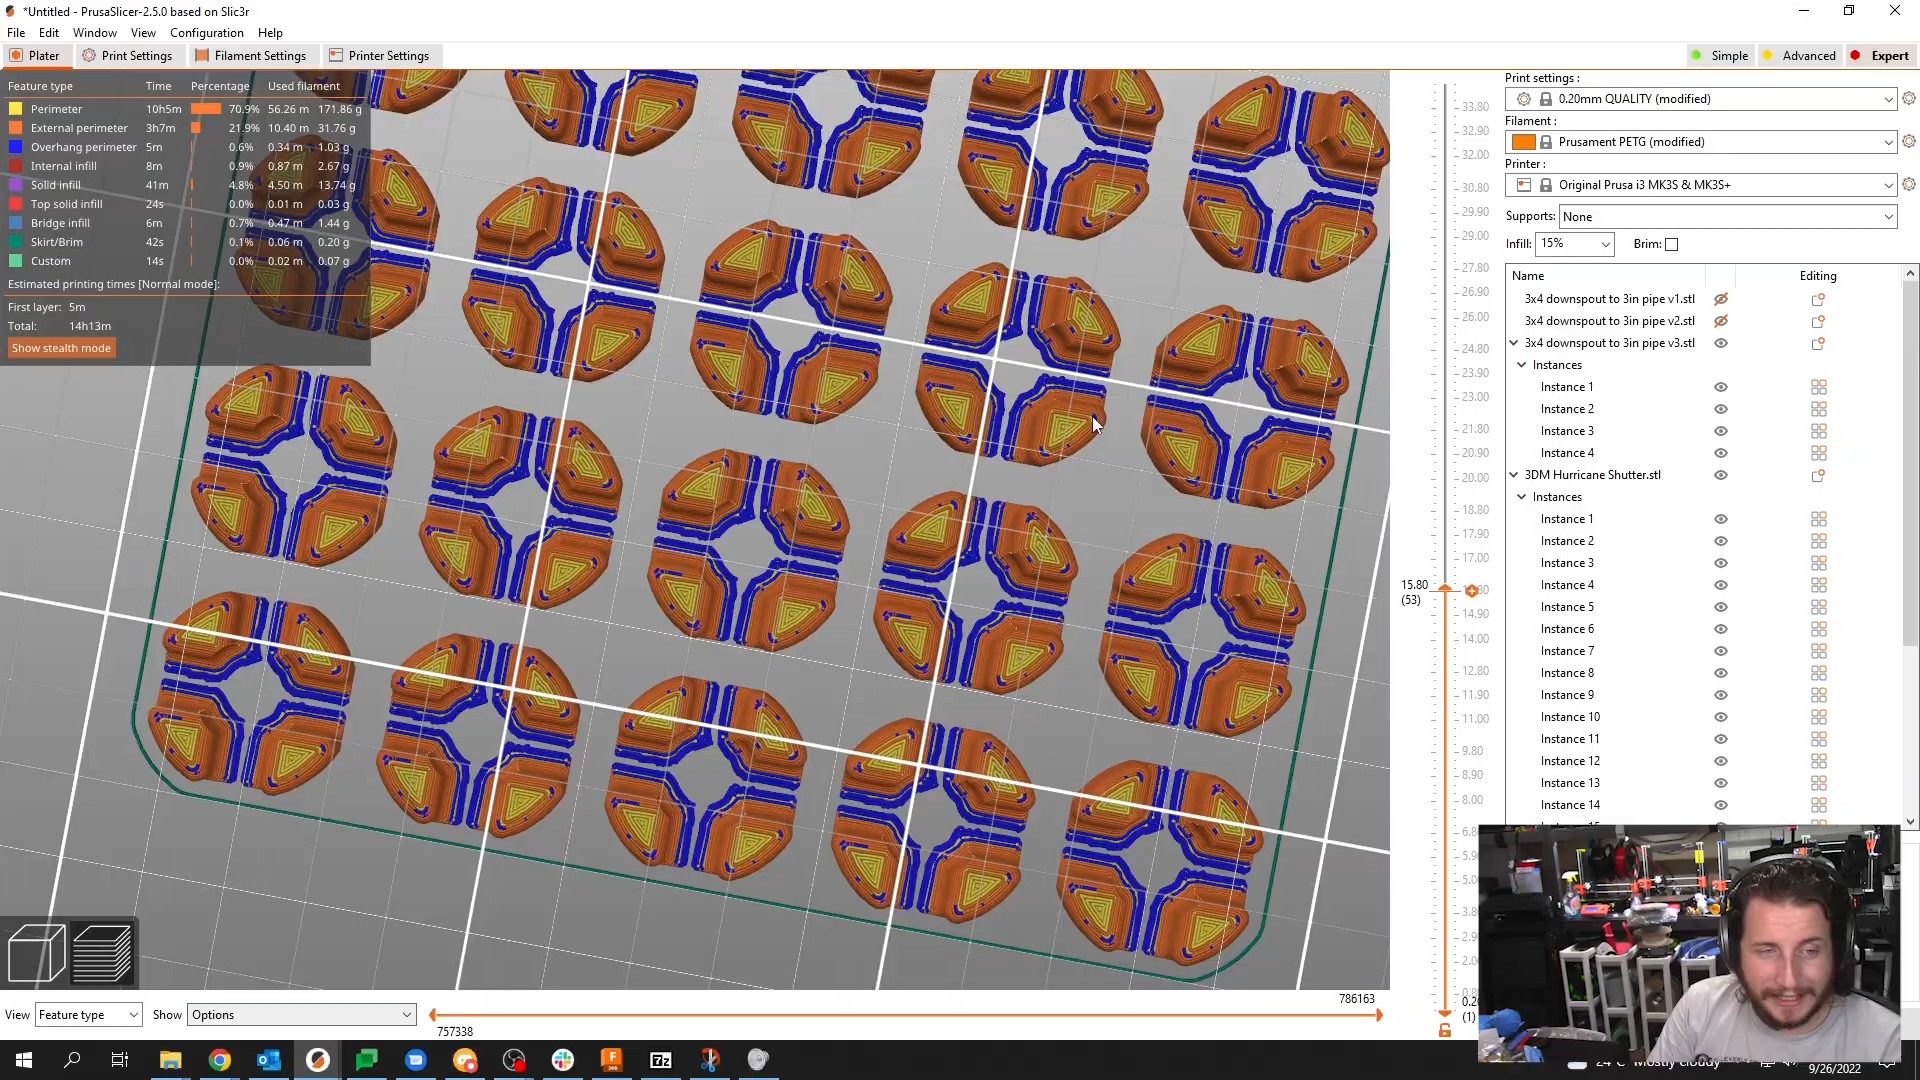 *Untitled - PrusaSlicer-2.5.0 based on Slic3r
File Edit Window View Configuration Help
Plater Print Settings Filament Settings Printer Settings Simple Advanced Expert
Feature type Time Percentage Used filament
Perimeter 10h5m 70.9% 56.26 m 171.86 g
External perimeter 3h7m 21.9% 10.40 m 31.76 g
Overhang perimeter 5m 0.6% 0.34 m 1.03 g
Internal infill 8m 0.9% 0.87 m 2.67 g
Solid infill 41m 4.8% 4.50 m 13.74 g
Top solid infill 24s 0.0% 0.01 m 0.03 g
Bridge infill 6m 0.7% 0.47 m 1.44 g
Skirt/Brim 42s 0.1% 0.06 m 0.20 g
Custom 14s 0.0% 0.02 m 0.07 g
Estimated printing times [Normal mode]:
First layer: 5m
Total: 14h13m
Show stealth mode
33.80
32.90
32.00
30.80
29.90
29.00
27.80
26.90
26.00
24.80
23.90
23.00
21.80
20.90
20.00
18.80
17.90
17.00
15.80
(53)
14.90
14.00
12.80
11.90
11.00
9.80
8.90
8.00
0.20
(1)
Print settings :
0.20mm QUALITY (modified)
Filament :
Prusament PETG (modified)
Printer :
Original Prusa i3 MK3S & MK3S+
Supports: None
Infill: 15% Brim:
Name Editing
3x4 downspout to 3in pipe v1.stl
3x4 downspout to 3in pipe v2.stl
3x4 downspout to 3in pipe v3.stl
Instances
Instance 1
Instance 2
Instance 3
Instance 4
3DM Hurricane Shutter.stl
Instances
Instance 1
Instance 2
Instance 3
Instance 4
Instance 5
Instance 6
Instance 7
Instance 8
Instance 9
Instance 10
Instance 11
Instance 12
Instance 13
Instance 14
786163
View Feature type Show Options
757338
7z
24°C Mostly cloudy
9/26/2022